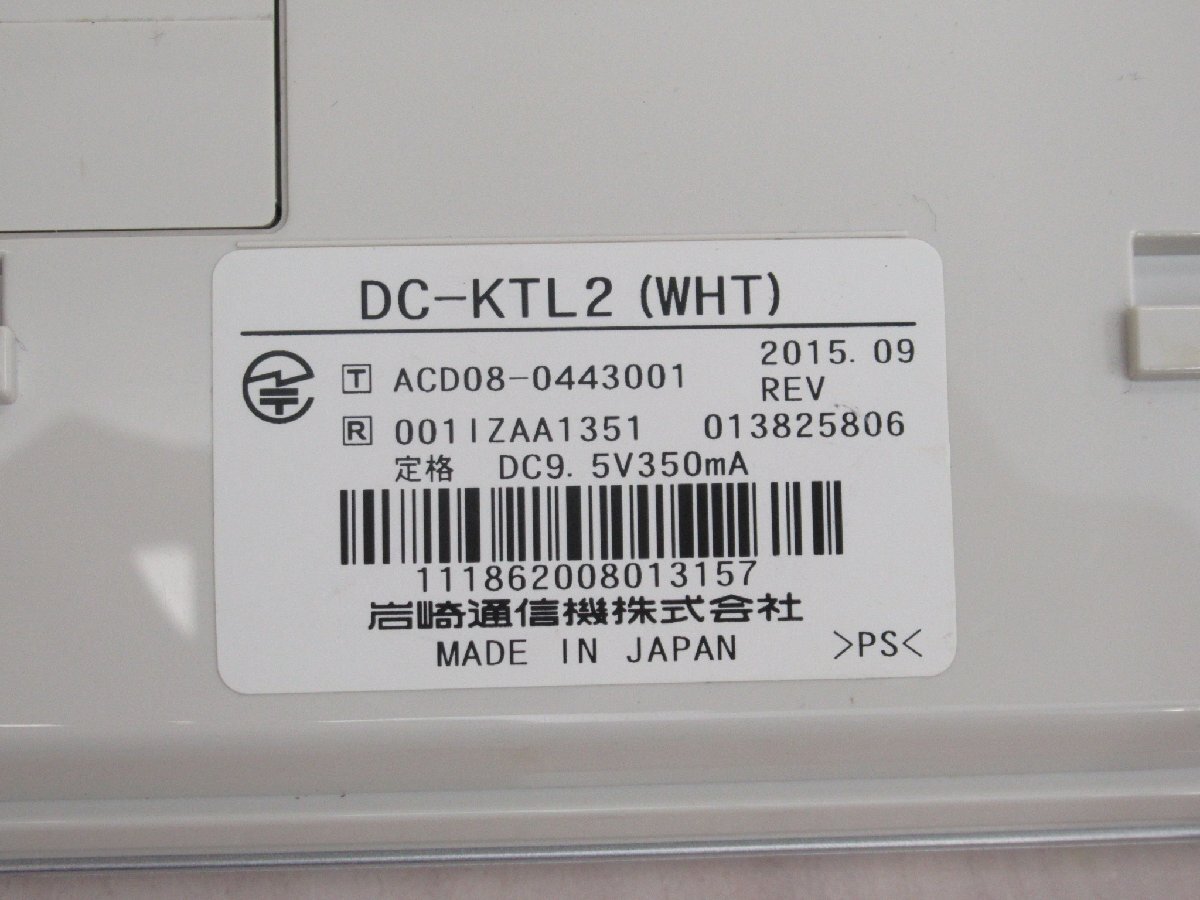 DC-KTL2 (WHT)
T ACD08-0443001 2015.09
REV
R 001IZAA1351 013825806
定格 DC9.5V350mA
111862008013157
岩崎通信機株式会社
MADE IN JAPAN >PS<